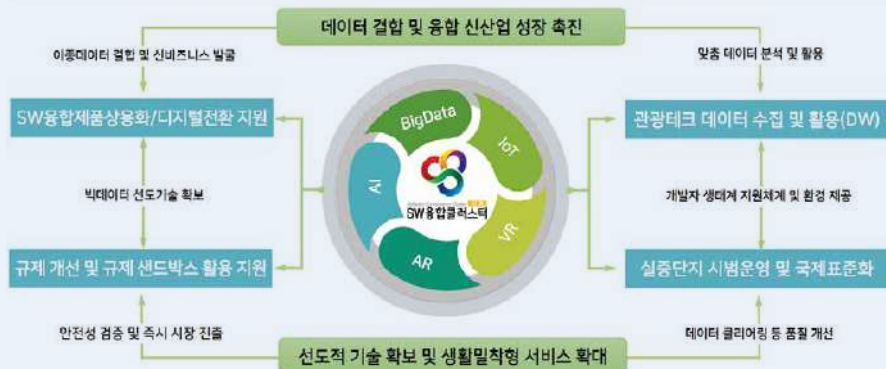 데이터 결합 및 융합 신산업 성장 촉진
이종데이터 결합 및 신비즈니스 발굴
맞춤 데이터 분석 및 활용
SW융합제품상용화/디지털전환 지원
관광테크 데이터 수집 및 활용(DW)
BigData
IoT
AI
VR
AR
SW융합클러스터
빅데이터 선도기술 확보
개발자 생태계 지원체계 및 환경 제공
규제 개선 및 규제 샌드박스 활용 지원
실증단지 시범운영 및 국제표준화
안전성 검증 및 즉시 시장 진출
데이터 클리어링 등 품질 개선
선도적 기술 확보 및 생활밀착형 서비스 확대